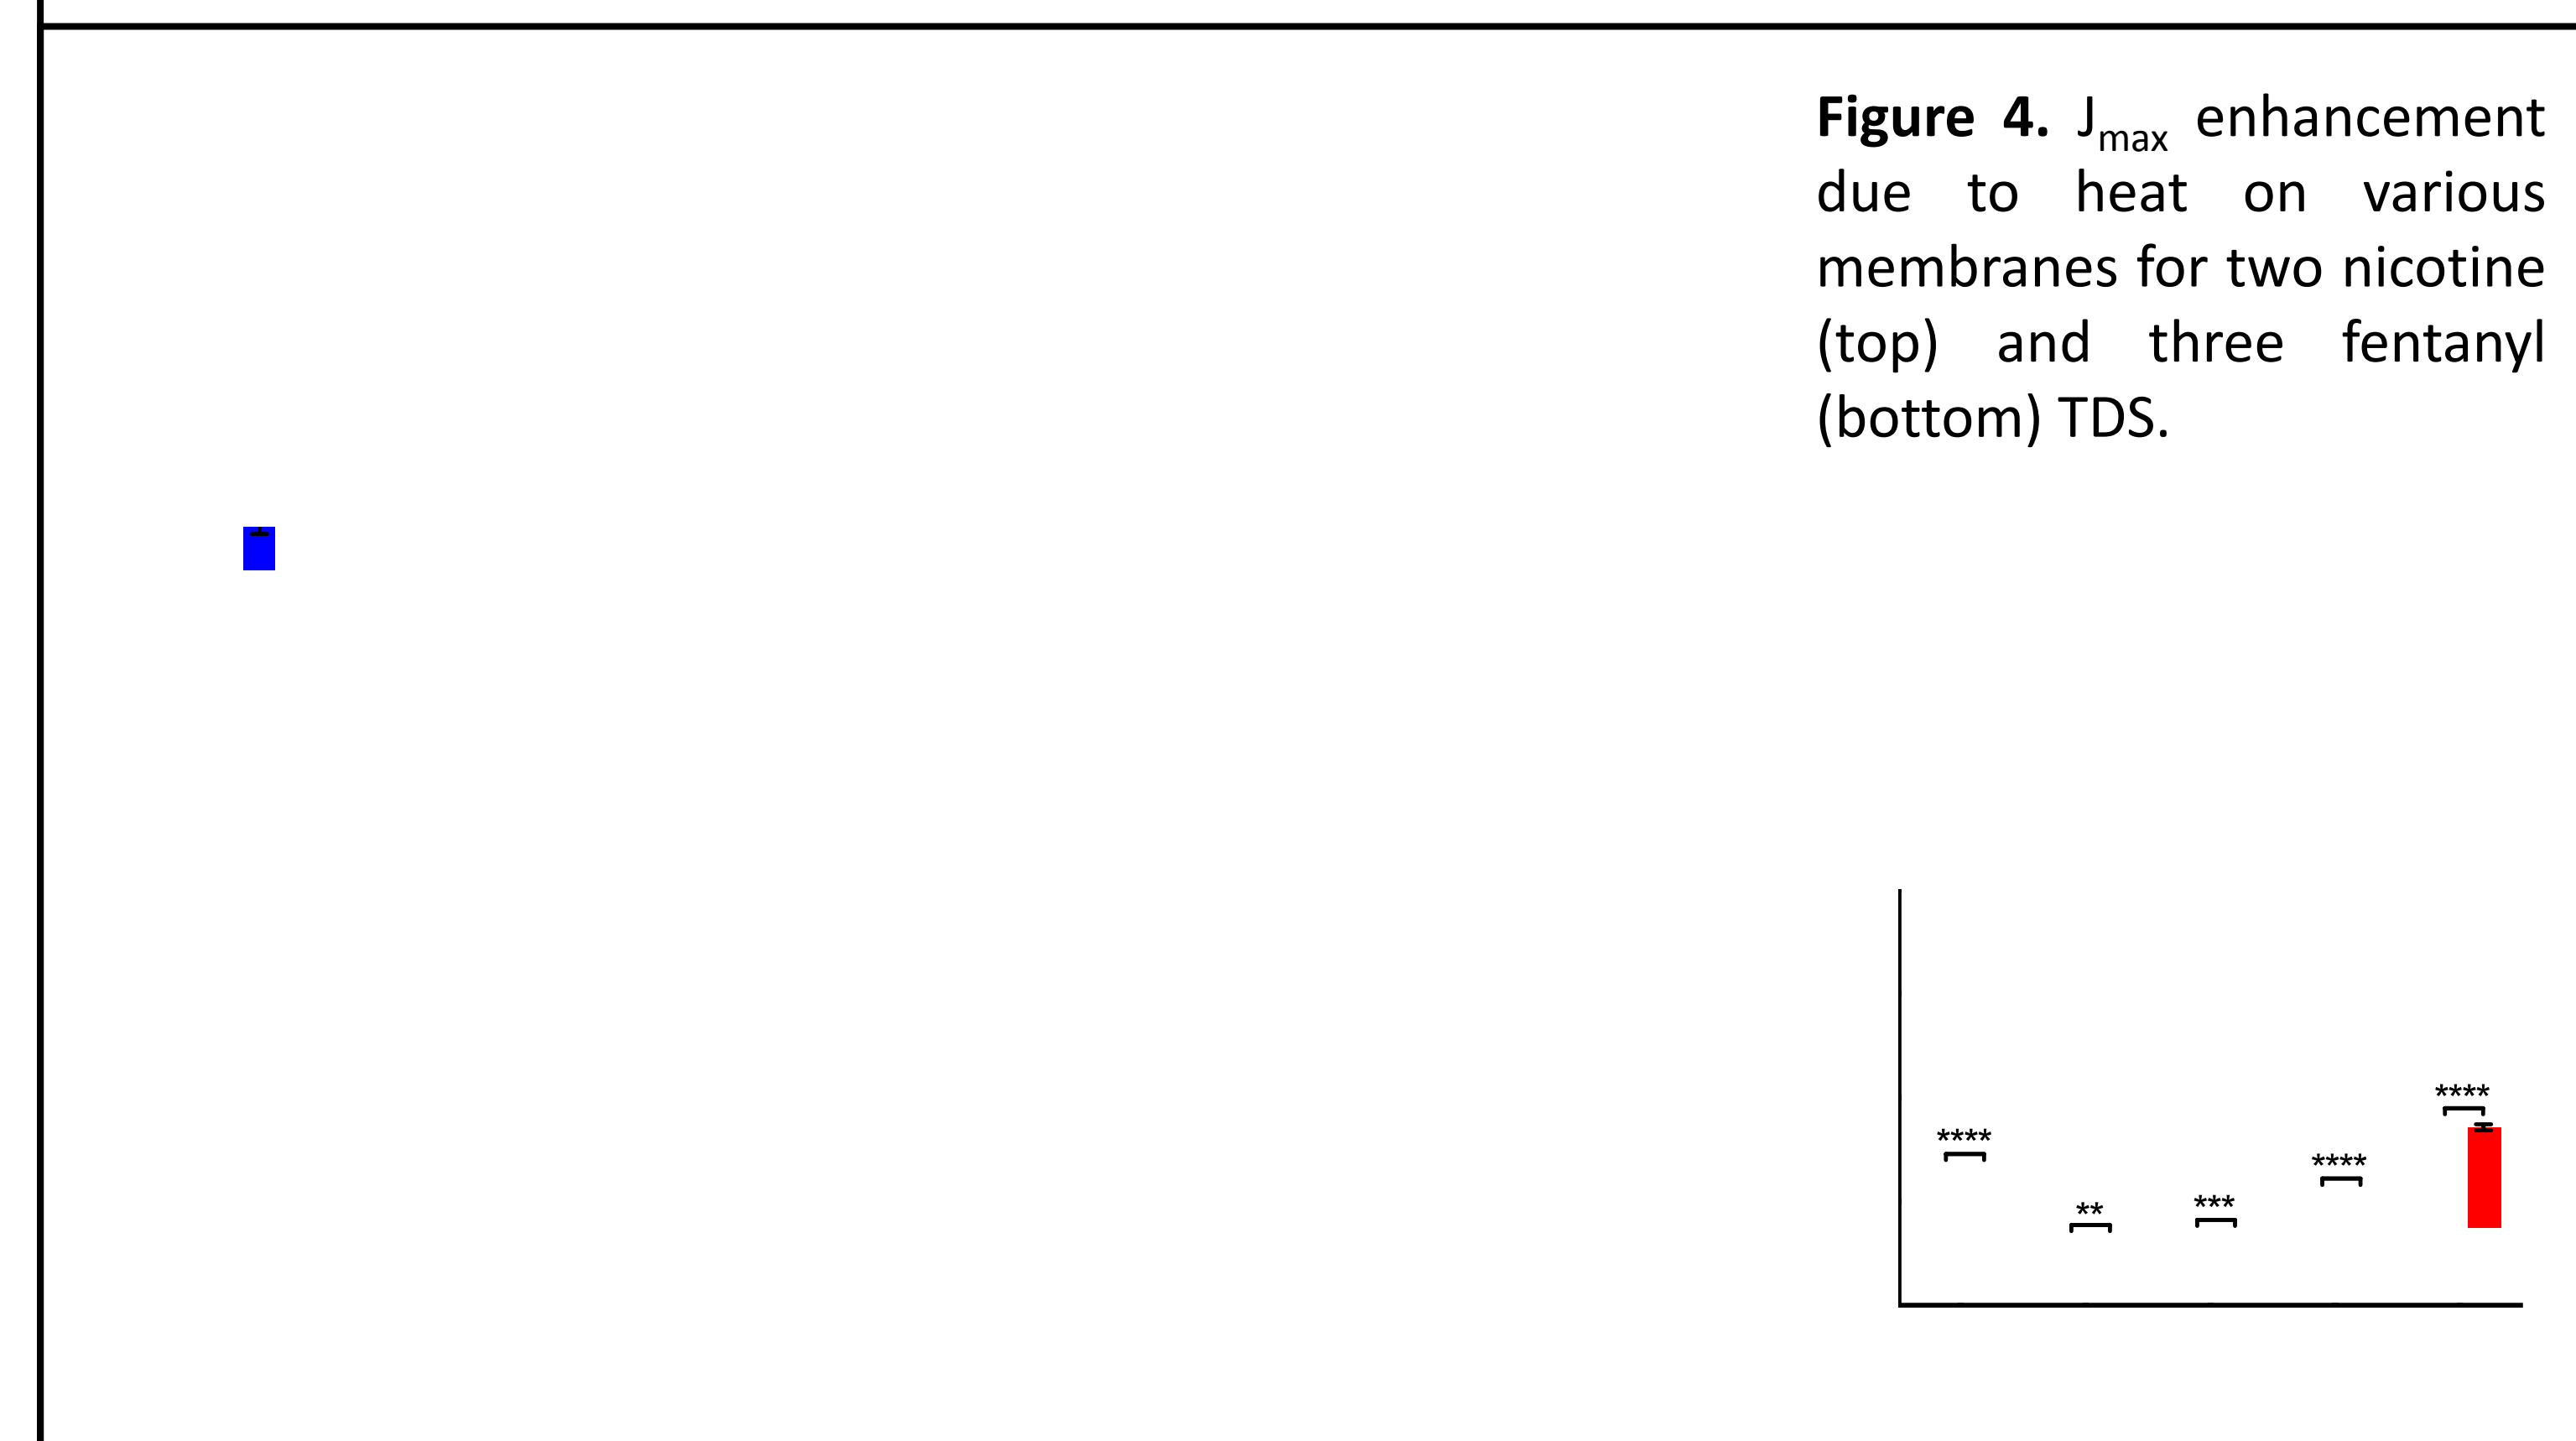 Figure 4. Jmax enhancement
due to heat on various
membranes for two nicotine
(top) and three fentanyl
(bottom) TDS.
****
****
****
***
**